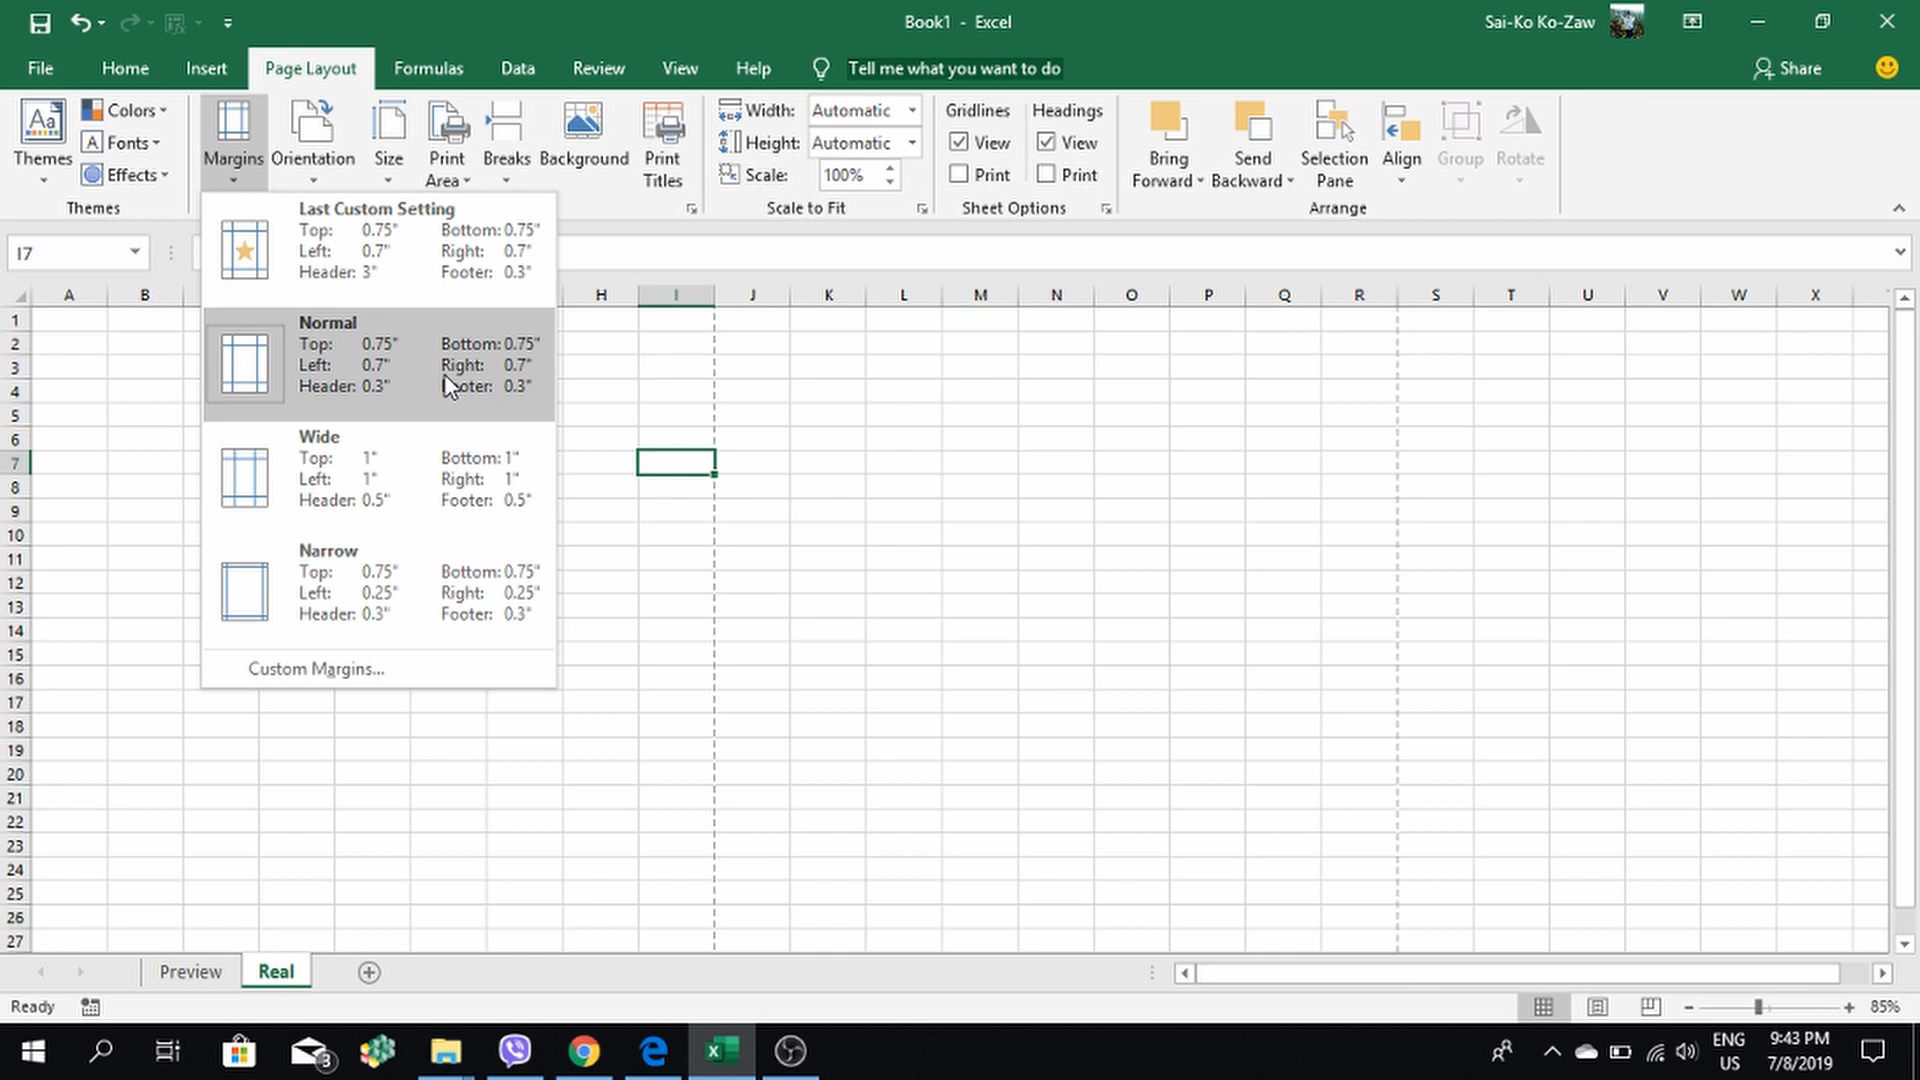 Book1 - Excel
Sai-Ko Ko-Zaw
File Home Insert Page Layout Formulas Data Review View Help Tell me what you want to do Share
Themes
Colors
Fonts
Effects
Themes
Margins
Orientation
Size
Print Area
Breaks
Background
Print Titles
Width: Automatic
Height: Automatic
Scale: 100%
Scale to Fit
Gridlines
View
Print
Headings
View
Print
Sheet Options
Bring Forward
Send Backward
Selection Pane
Align
Group
Rotate
Arrange
I7
Last Custom Setting
Top: 0.75" Bottom: 0.75"
Left: 0.7" Right: 0.7"
Header: 3" Footer: 0.3"
Normal
Top: 0.75" Bottom: 0.75"
Left: 0.7" Right: 0.7"
Header: 0.3" Footer: 0.3"
Wide
Top: 1" Bottom: 1"
Left: 1" Right: 1"
Header: 0.5" Footer: 0.5"
Narrow
Top: 0.75" Bottom: 0.75"
Left: 0.25" Right: 0.25"
Header: 0.3" Footer: 0.3"
Custom Margins...
A B H I J K L M N O P Q R S T U V W X
1
2
3
4
5
6
7
8
9
10
11
12
13
14
15
16
17
18
19
20
21
22
23
24
25
26
27
Preview Real
Ready
85%
3
ENG
US
9:43 PM
7/8/2019